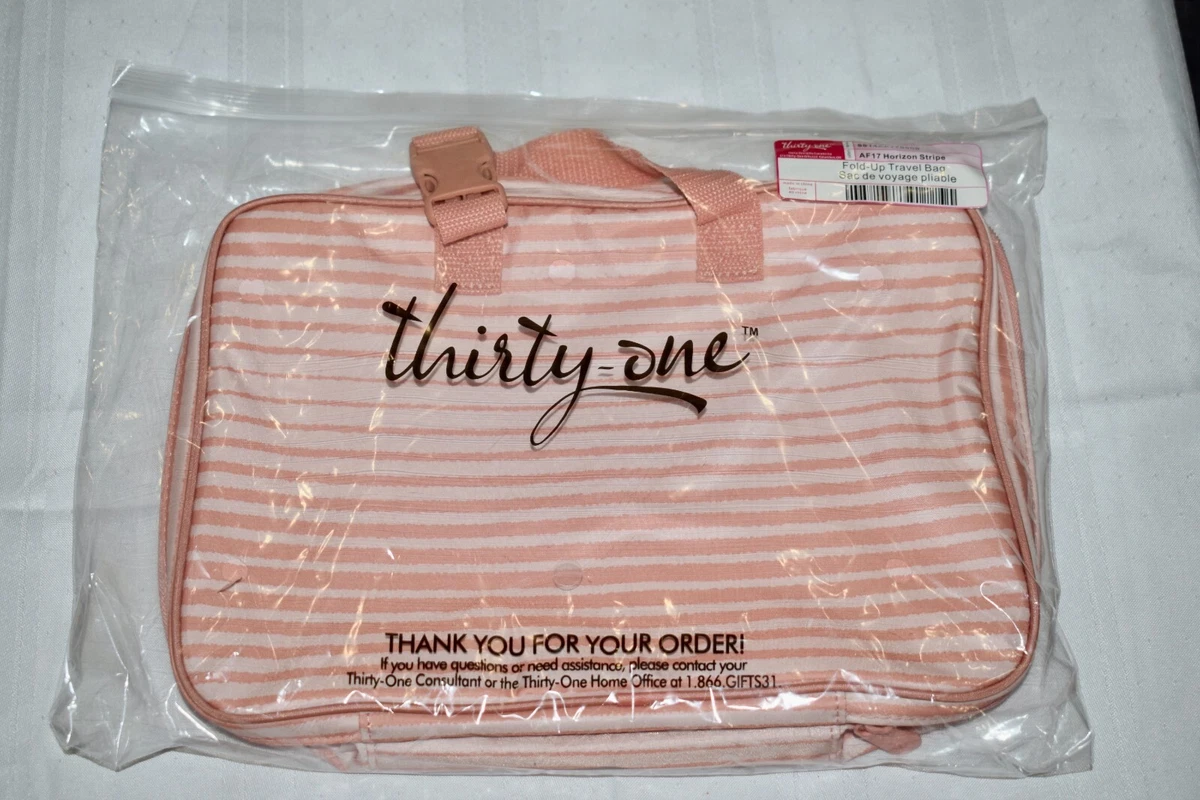 thirty-one
AF17 Horizon Stripe
Fold-Up Travel Bag
Sac de voyage pliable
thirty-one™
THANK YOU FOR YOUR ORDER!
If you have questions or need assistance, please contact your
Thirty-One Consultant or the Thirty-One Home Office at 1.866.GIFTS31.